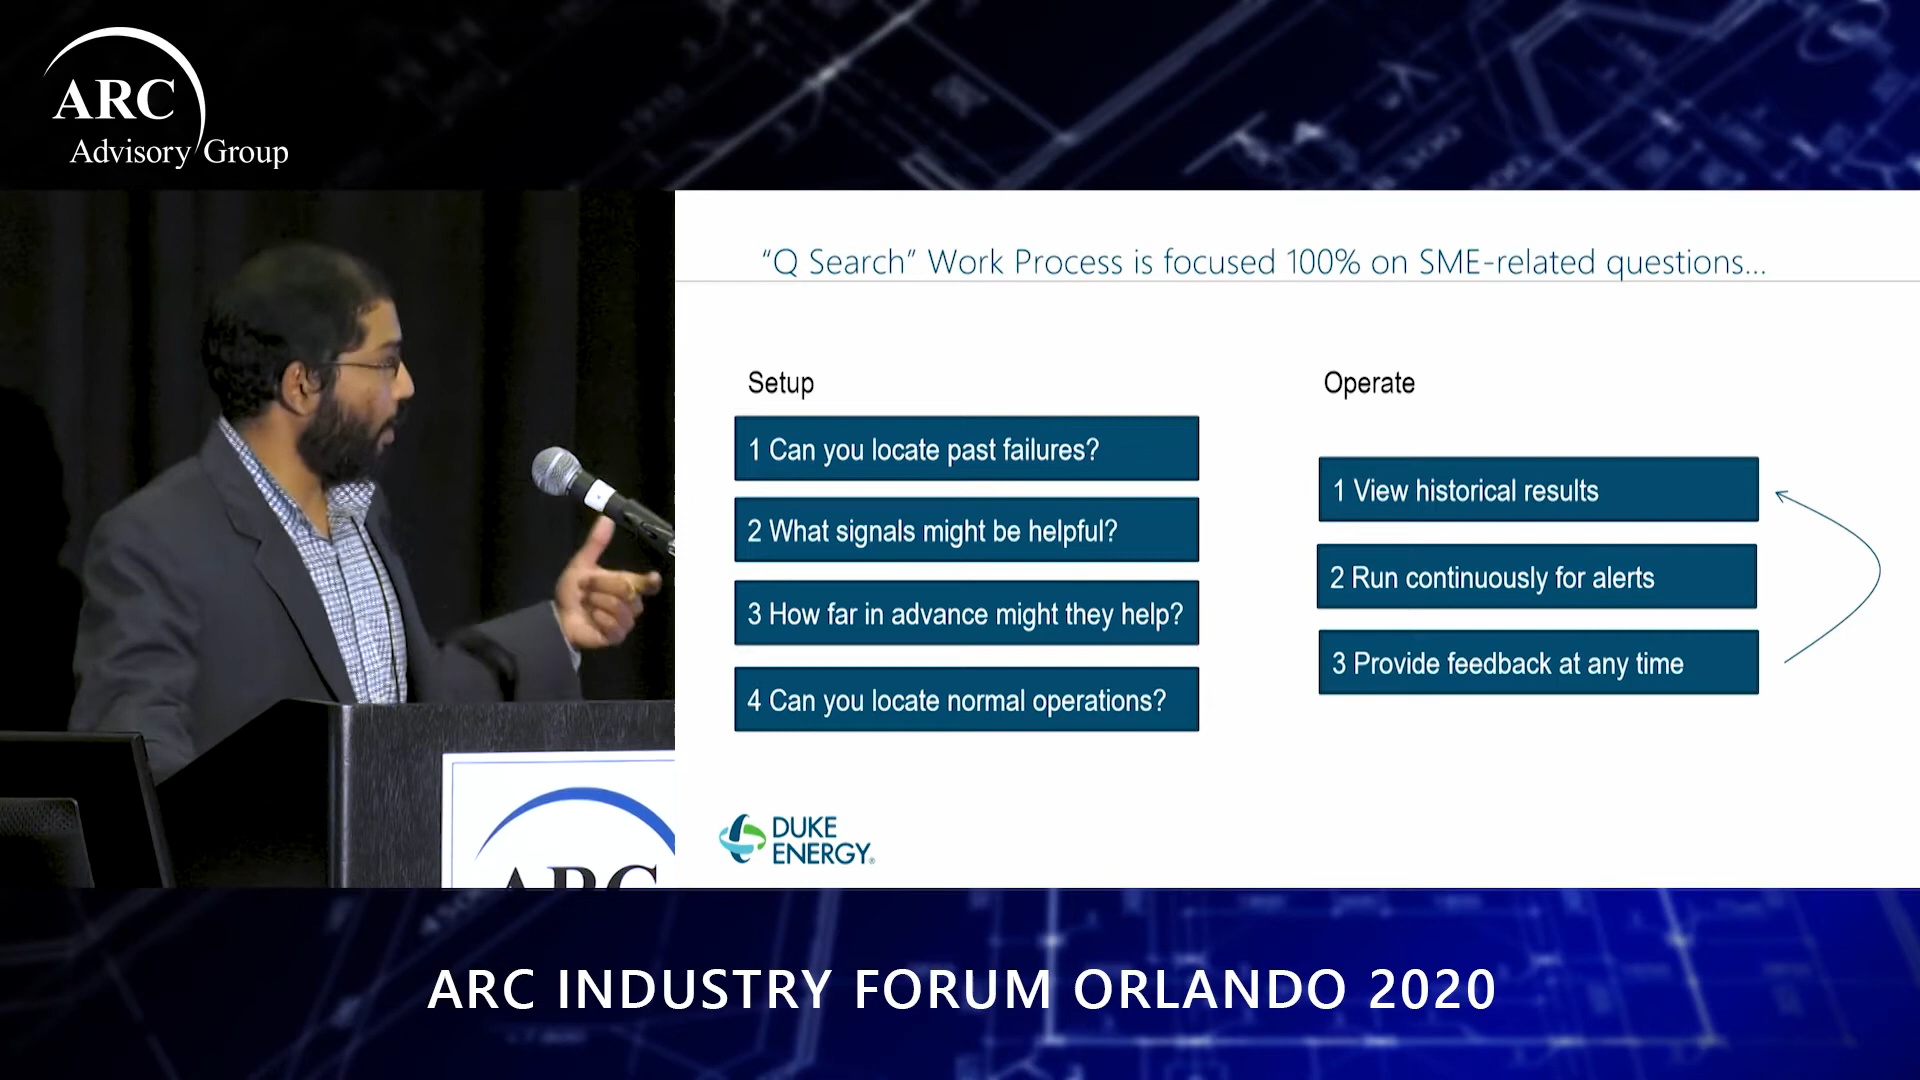 ARC
Advisory Group
“Q Search” Work Process is focused 100% on SME-related questions...
Setup
1 Can you locate past failures?
2 What signals might be helpful?
3 How far in advance might they help?
4 Can you locate normal operations?
Operate
1 View historical results
2 Run continuously for alerts
3 Provide feedback at any time
DUKE
ENERGY®
ARC
ARC INDUSTRY FORUM ORLANDO 2020